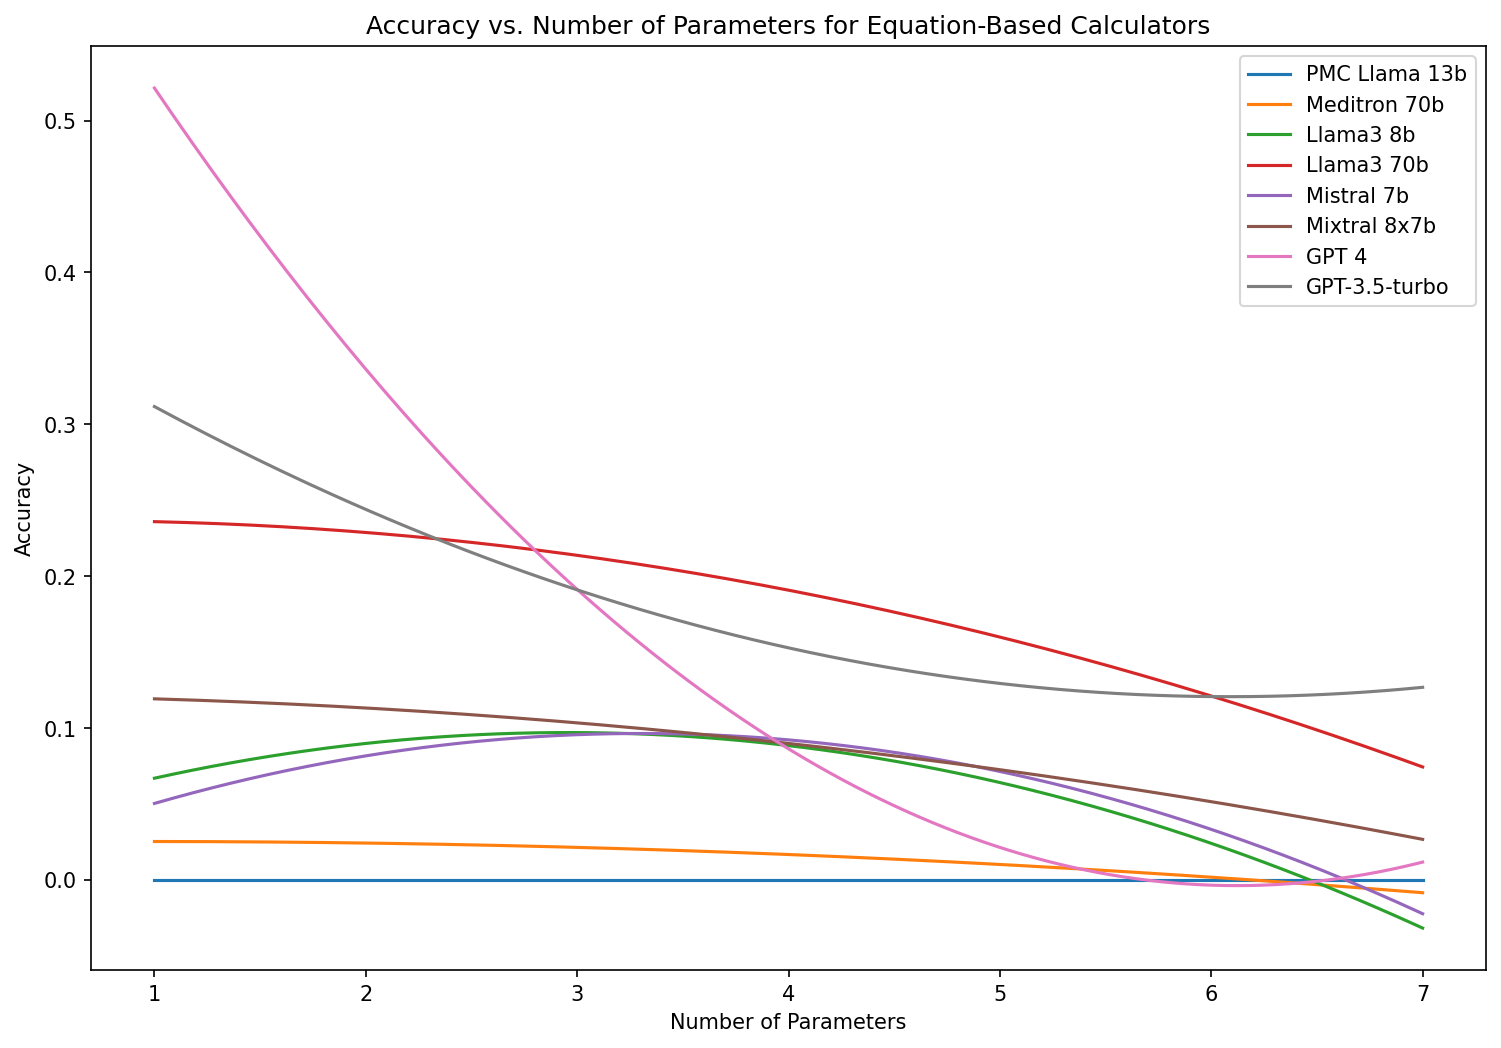 Accuracy vs. Number of Parameters for Equation-Based Calculators
PMC Llama 13b
Meditron 70b
Llama3 8b
Llama3 70b
Mistral 7b
Mixtral 8x7b
GPT 4
GPT-3.5-turbo
Accuracy
0.5
0.4
0.3
0.2
0.1
0.0
1 2 3 4 5 6 7
Number of Parameters